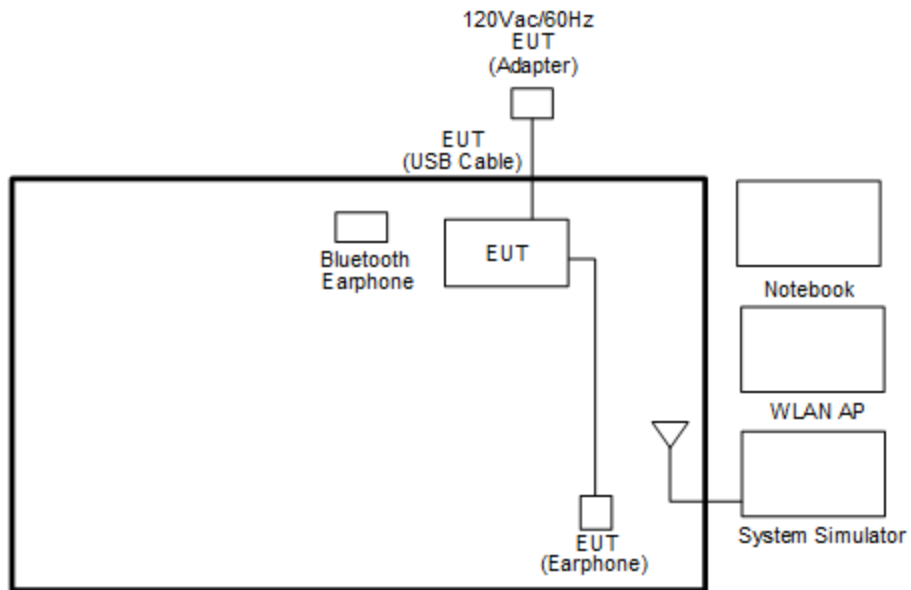 120Vac/60Hz
EUT
(Adapter)
EUT
(USB Cable)
Bluetooth
Earphone
EUT
Notebook
WLAN AP
System Simulator
EUT
(Earphone)